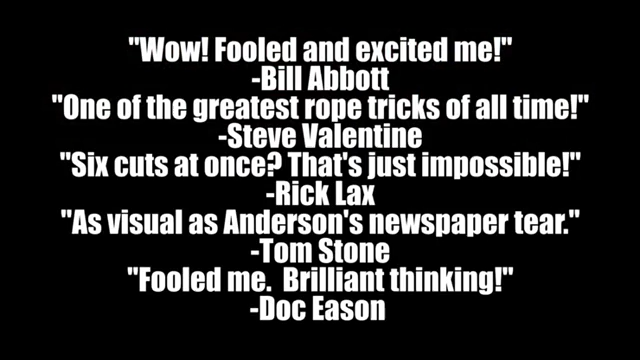 "Wow! Fooled and excited me!"
-Bill Abbott
"One of the greatest rope tricks of all time!"
-Steve Valentine
"Six cuts at once? That's just impossible!"
-Rick Lax
"As visual as Anderson's newspaper tear."
-Tom Stone
"Fooled me.  Brilliant thinking!"
-Doc Eason